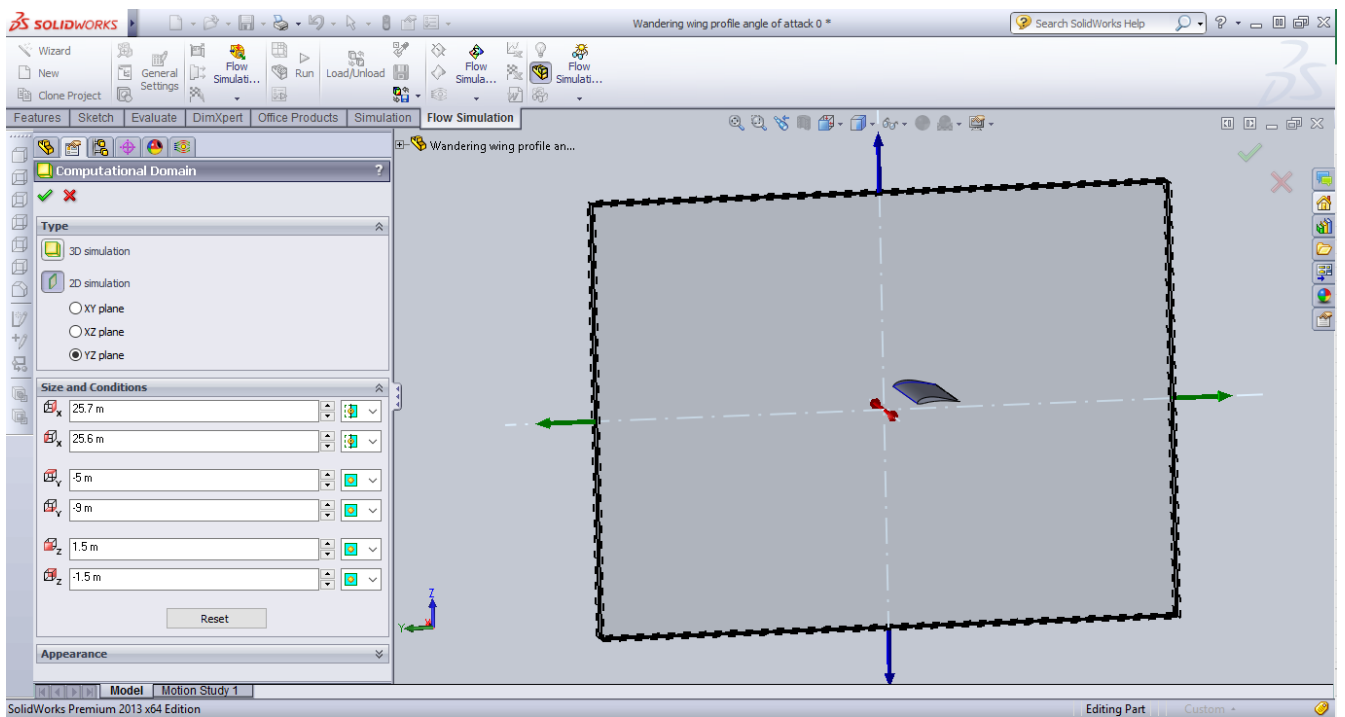 SOLIDWORKS
Wandering wing profile angle of attack 0 *
Search SolidWorks Help
Wizard
New
Clone Project
General Settings
Flow Simulati...
Run
Load/Unload
Flow Simula...
Flow Simulati...
Features Sketch Evaluate DimXpert Office Products Simulation Flow Simulation
Wandering wing profile an...
Computational Domain ?
Type
3D simulation
2D simulation
XY plane
XZ plane
YZ plane
Size and Conditions
X 25.7 m
X 25.6 m
Y -5 m
Y -9 m
Z 1.5 m
Z -1.5 m
Reset
Appearance
Z
Y
Model Motion Study 1
SolidWorks Premium 2013 x64 Edition
Editing Part
Custom